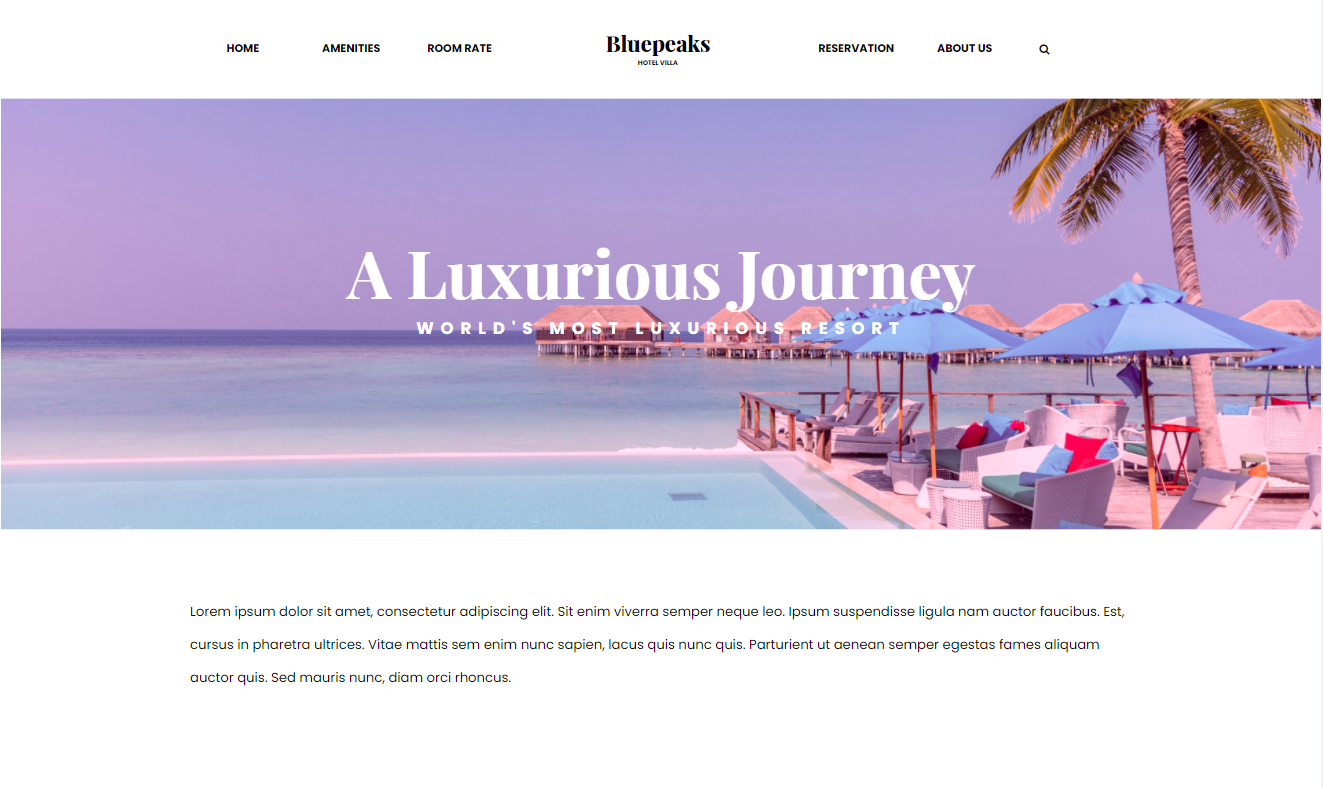 HOME AMENITIES ROOM RATE Bluepeaks RESERVATION ABOUT US
HOTEL VILLA
A Luxurious Journey
WORLD'S MOST LUXURIOUS RESORT
Lorem ipsum dolor sit amet, consectetur adipiscing elit. Sit enim viverra semper neque leo. Ipsum suspendisse ligula nam auctor faucibus. Est,
cursus in pharetra ultrices. Vitae mattis sem enim nunc sapien, lacus quis nunc quis. Parturient ut aenean semper egestas fames aliquam
auctor quis. Sed mauris nunc, diam orci rhoncus.